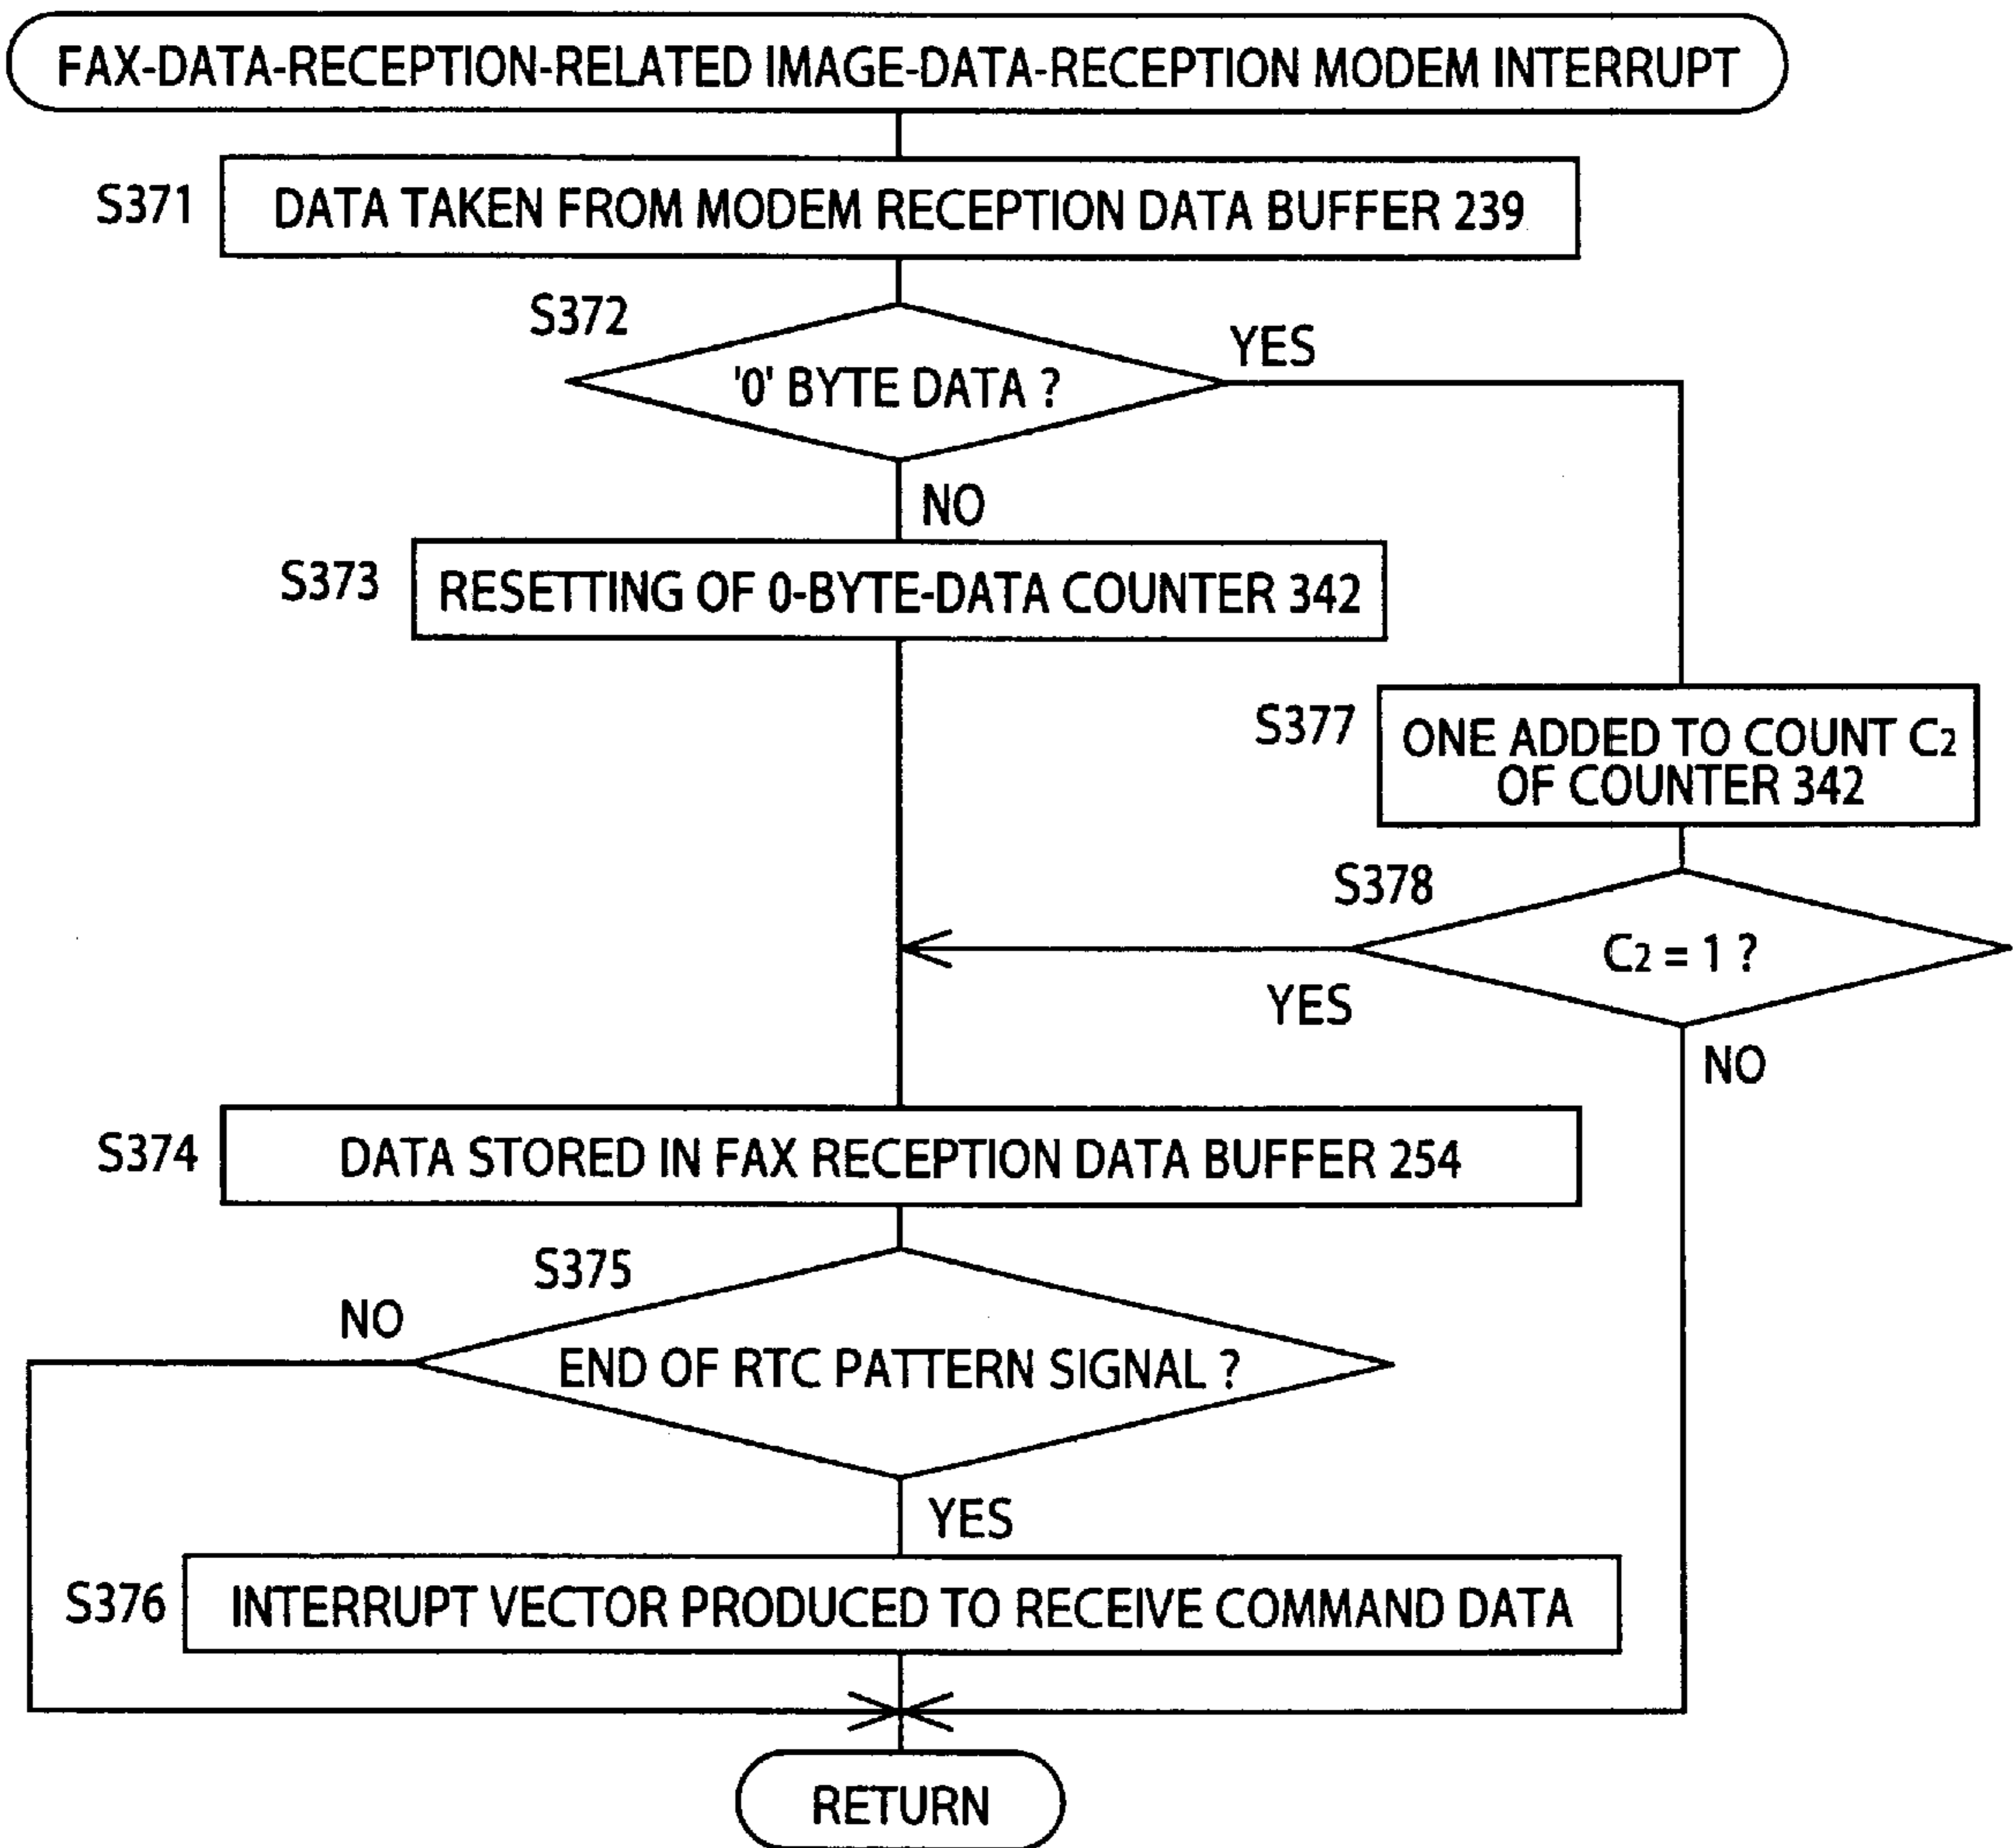 FAX-DATA-RECEPTION-RELATED IMAGE-DATA-RECEPTION MODEM INTERRUPT
S371
DATA TAKEN FROM MODEM RECEPTION DATA BUFFER 239
S372
'0' BYTE DATA ?
YES
NO
S373
RESETTING OF 0-BYTE-DATA COUNTER 342
S377
ONE ADDED TO COUNT C2
OF COUNTER 342
S378
C2 = 1 ?
YES
NO
S374
DATA STORED IN FAX RECEPTION DATA BUFFER 254
S375
NO
END OF RTC PATTERN SIGNAL ?
YES
S376
INTERRUPT VECTOR PRODUCED TO RECEIVE COMMAND DATA
RETURN